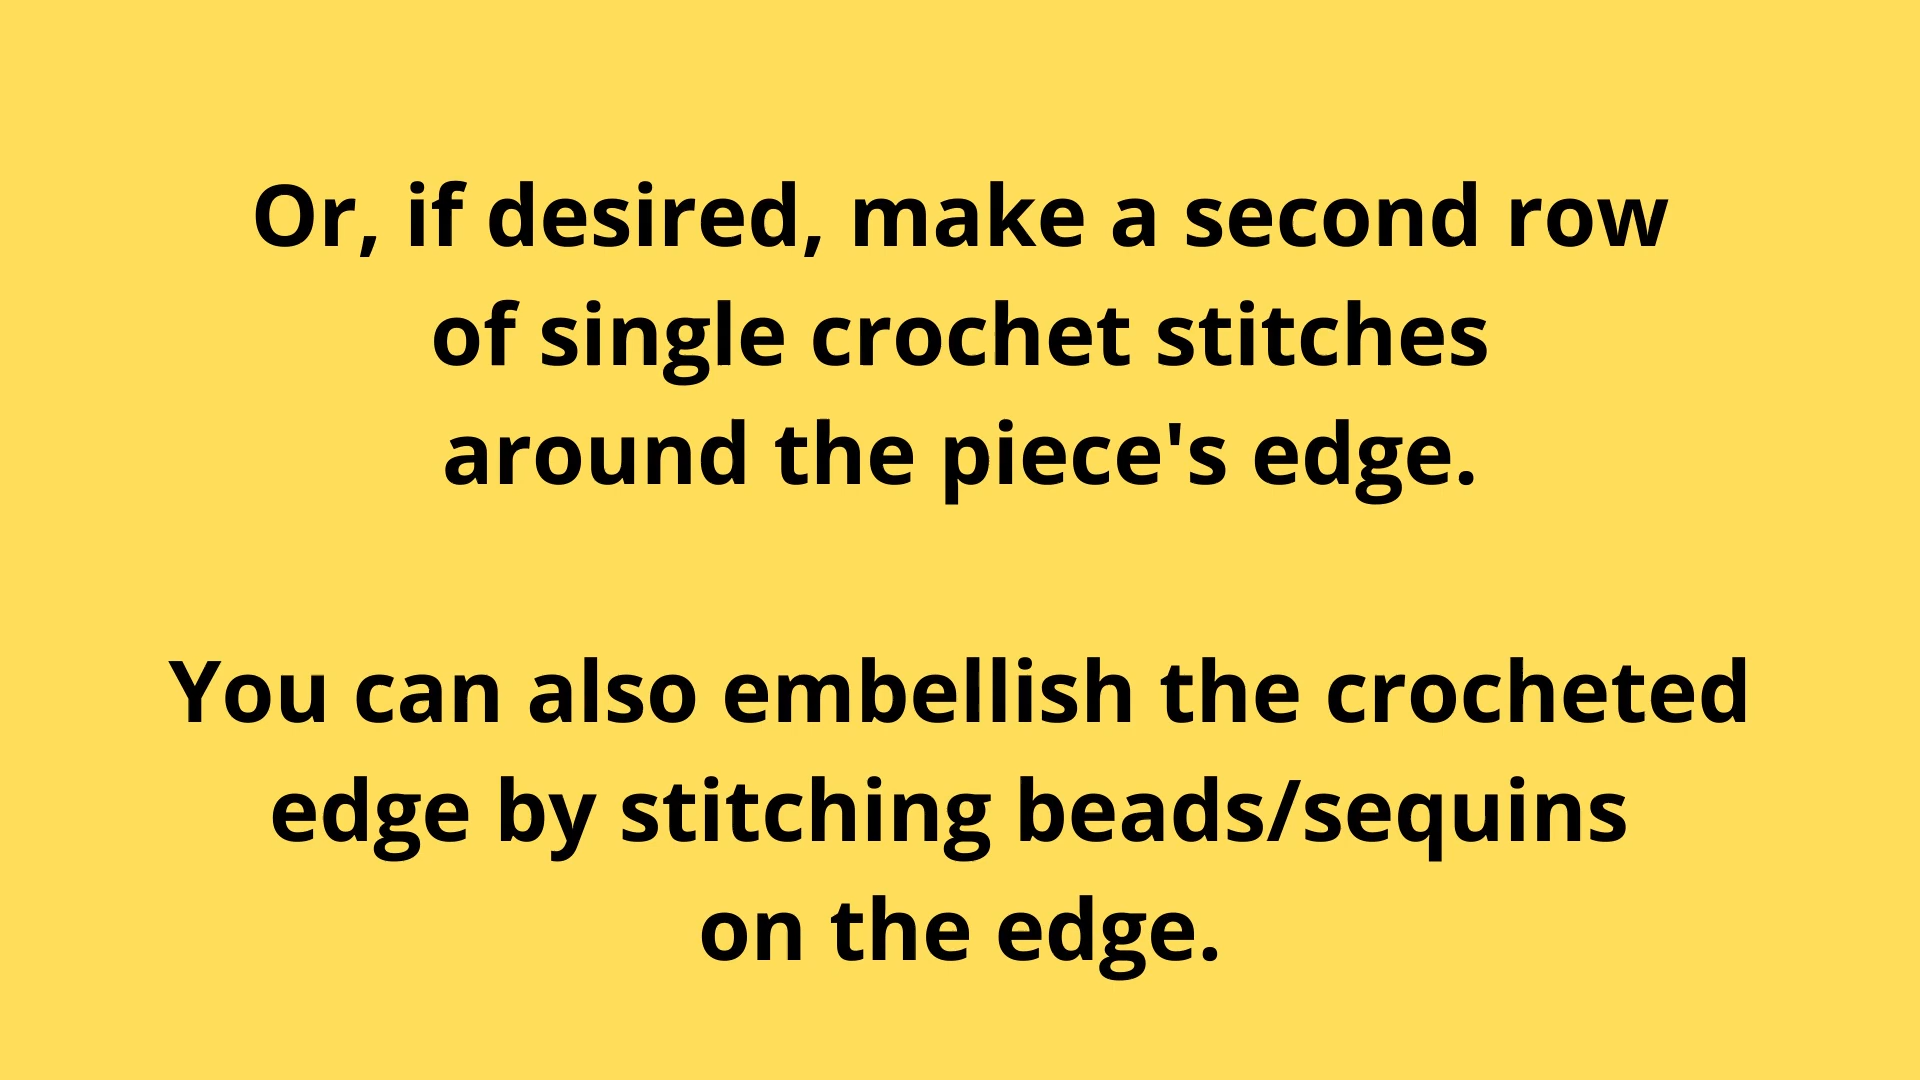 Or, if desired, make a second row
of single crochet stitches
around the piece's edge.
You can also embellish the crocheted
edge by stitching beads/sequins
on the edge.